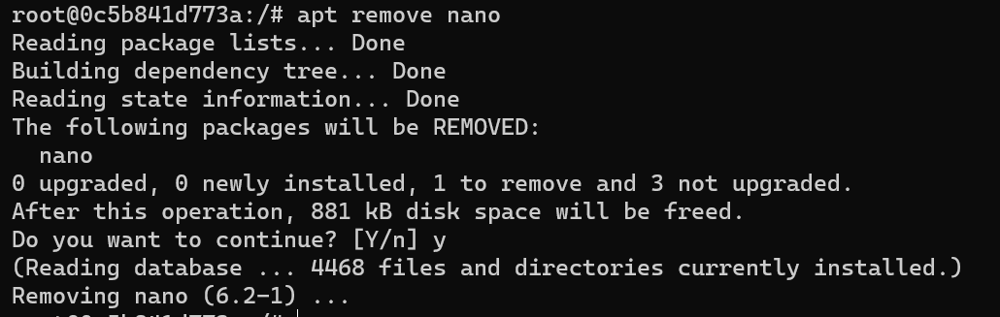 root@0c5b841d773a:/# apt remove nano
Reading package lists... Done
Building dependency tree... Done
Reading state information... Done
The following packages will be REMOVED:
  nano
0 upgraded, 0 newly installed, 1 to remove and 3 not upgraded.
After this operation, 881 kB disk space will be freed.
Do you want to continue? [Y/n] y
(Reading database ... 4468 files and directories currently installed.)
Removing nano (6.2-1) ...